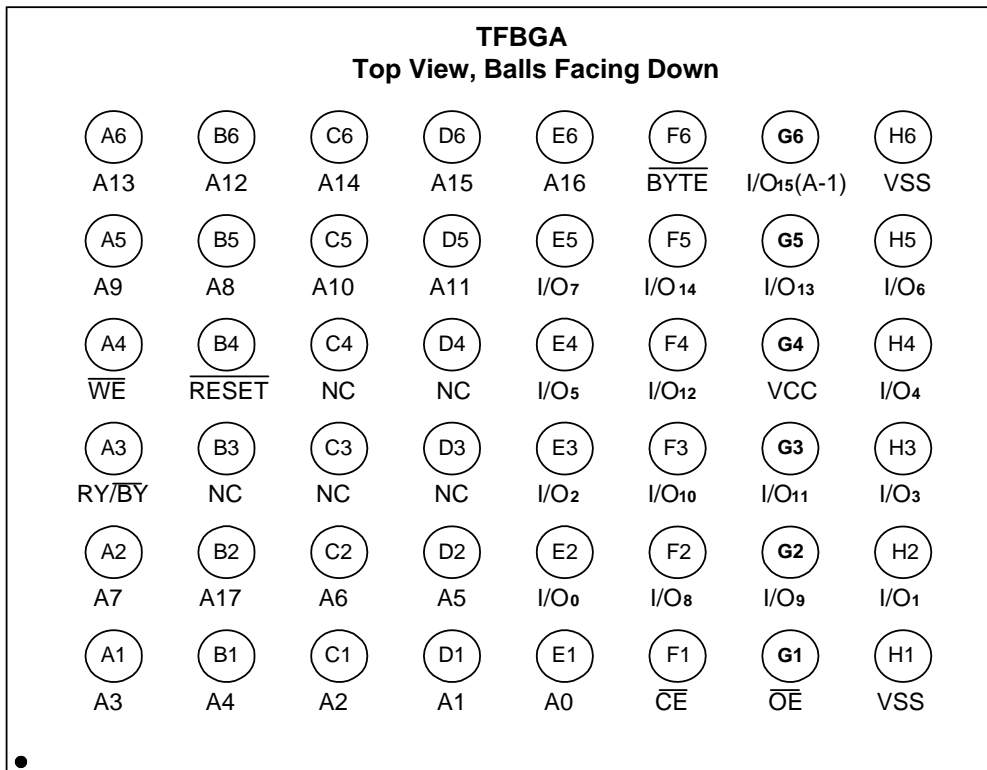 TFBGA
Top View, Balls Facing Down
A6 B6 C6 D6 E6 F6 G6 H6
A13 A12 A14 A15 A16 BYTE I/O15(A-1) VSS
A5 B5 C5 D5 E5 F5 G5 H5
A9 A8 A10 A11 I/O7 I/O14 I/O13 I/O6
A4 B4 C4 D4 E4 F4 G4 H4
WE RESET NC NC I/O5 I/O12 VCC I/O4
A3 B3 C3 D3 E3 F3 G3 H3
RY/BY NC NC NC I/O2 I/O10 I/O11 I/O3
A2 B2 C2 D2 E2 F2 G2 H2
A7 A17 A6 A5 I/O0 I/O8 I/O9 I/O1
A1 B1 C1 D1 E1 F1 G1 H1
A3 A4 A2 A1 A0 CE OE VSS